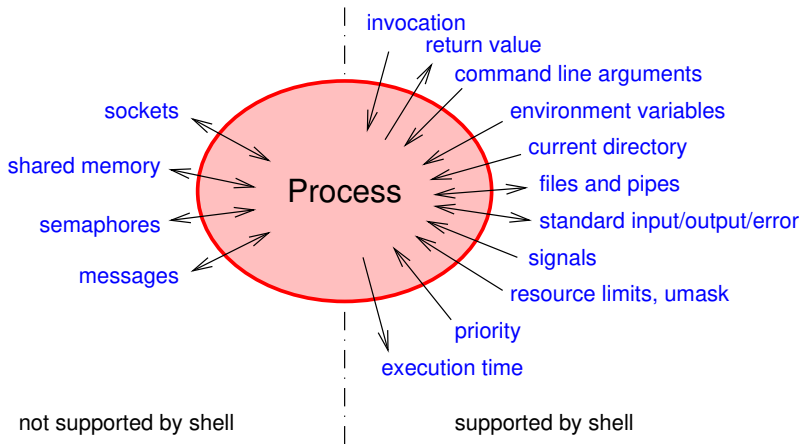 invocation
return value
command line arguments
environment variables
current directory
files and pipes
standard input/output/error
signals
resource limits, umask
priority
execution time
sockets
shared memory
semaphores
messages
Process
not supported by shell
supported by shell